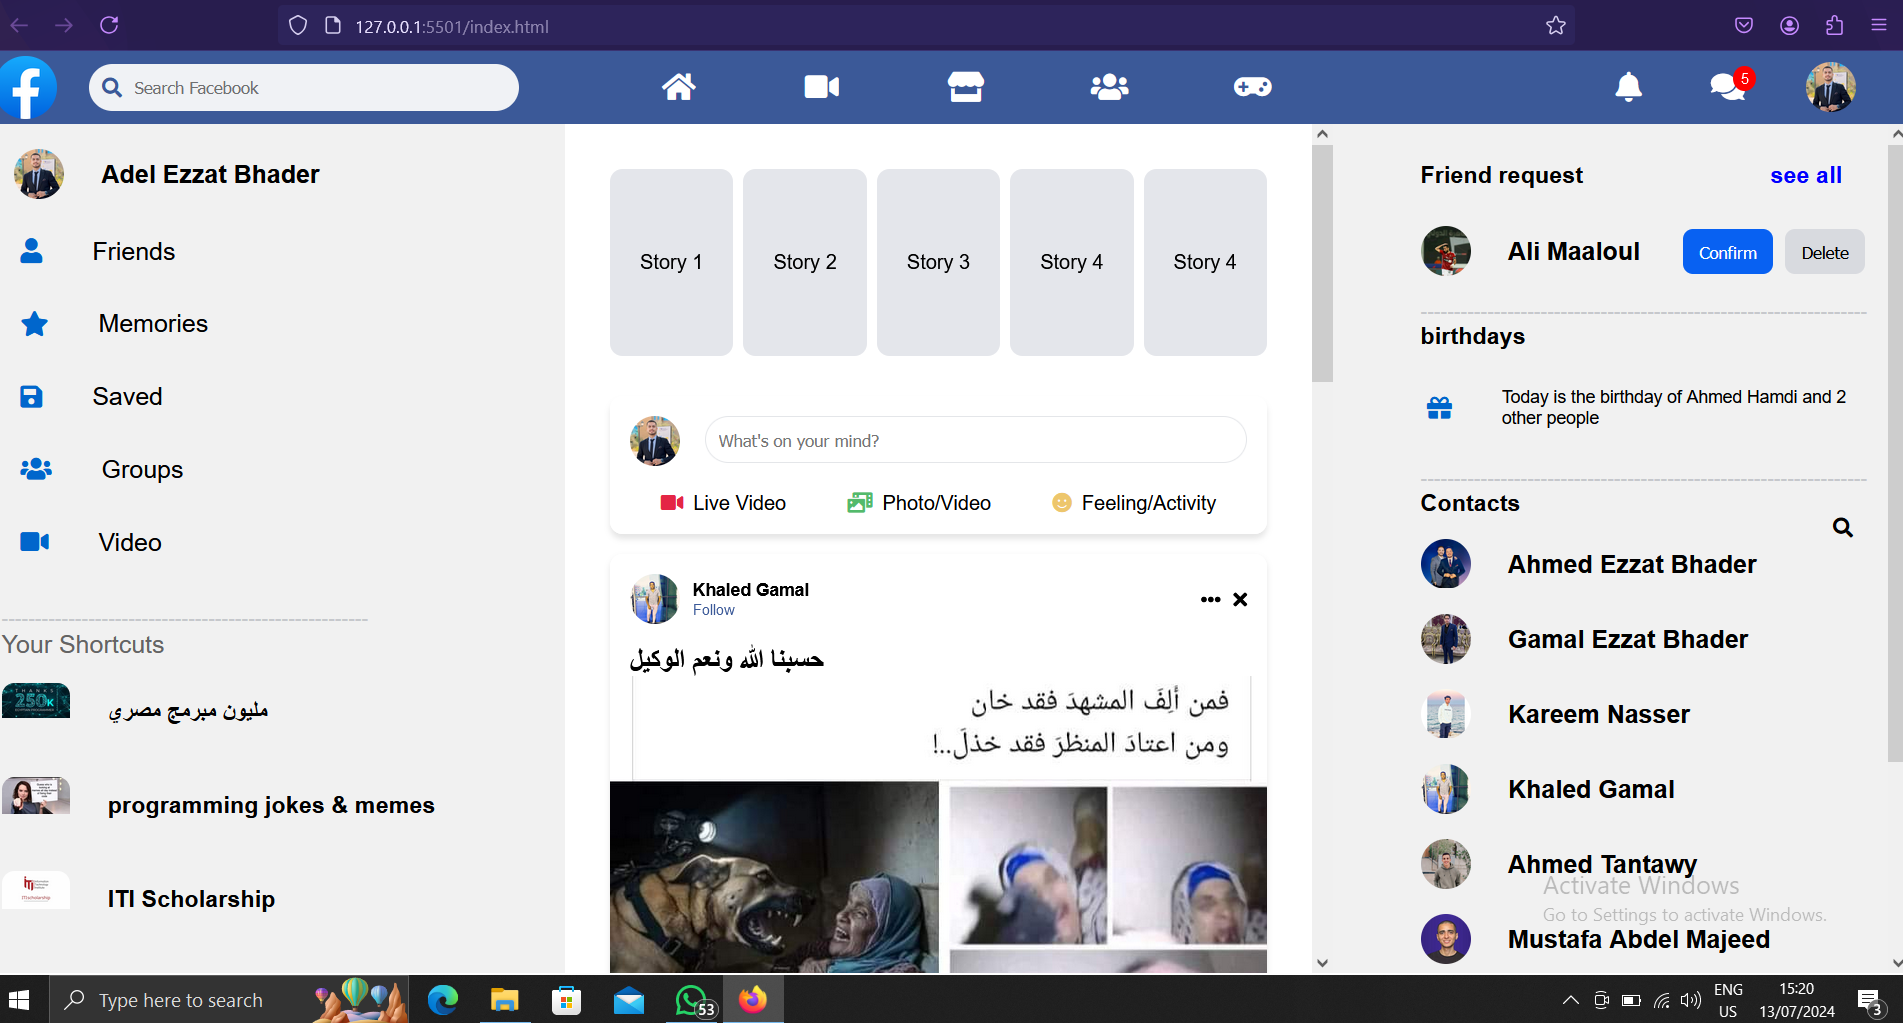 127.0.0.1:5501/index.html
Search Facebook
5
Adel Ezzat Bhader
Friends
Memories
Saved
Groups
Video
Your Shortcuts
THANKS
250K
مليون مبرمج مصري
programming jokes & memes
ITI Scholarship
Story 1
Story 2
Story 3
Story 4
Story 4
What's on your mind?
Live Video
Photo/Video
Feeling/Activity
Khaled Gamal
Follow
حسبنا الله ونعم الوكيل
فمن ألِفَ المشهدَ فقد خان
ومن اعتادَ المنظرَ فقد خذلَ..!
Friend request
see all
Ali Maaloul
Confirm
Delete
birthdays
Today is the birthday of Ahmed Hamdi and 2
other people
Contacts
Ahmed Ezzat Bhader
Gamal Ezzat Bhader
Kareem Nasser
Khaled Gamal
Ahmed Tantawy
Activate Windows
Go to Settings to activate Windows.
Mustafa Abdel Majeed
Type here to search
53
ENG
US
15:20
13/07/2024
3